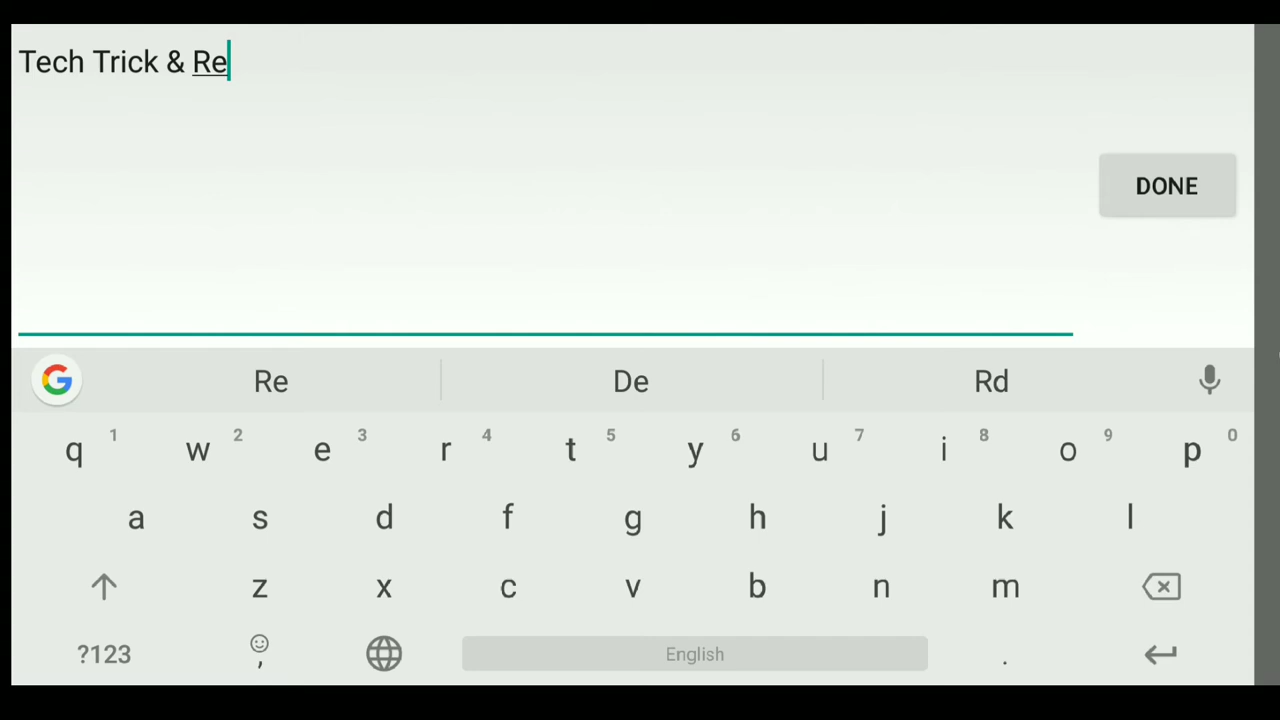 Tech Trick & Re
DONE
Re De Rd
q 1 w 2 e 3 r 4 t 5 y 6 u 7 i 8 o 9 p 0
a s d f g h j k l
z x c v b n m
?123 , English .